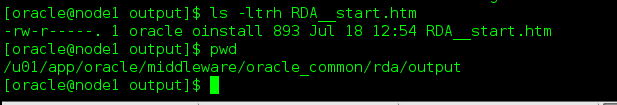 [oracle@node1 output]$ ls -ltrh RDA__start.htm
-rw-r-----. 1 oracle oinstall 893 Jul 18 12:54 RDA__start.htm
[oracle@node1 output]$ pwd
/u01/app/oracle/middleware/oracle_common/rda/output
[oracle@node1 output]$